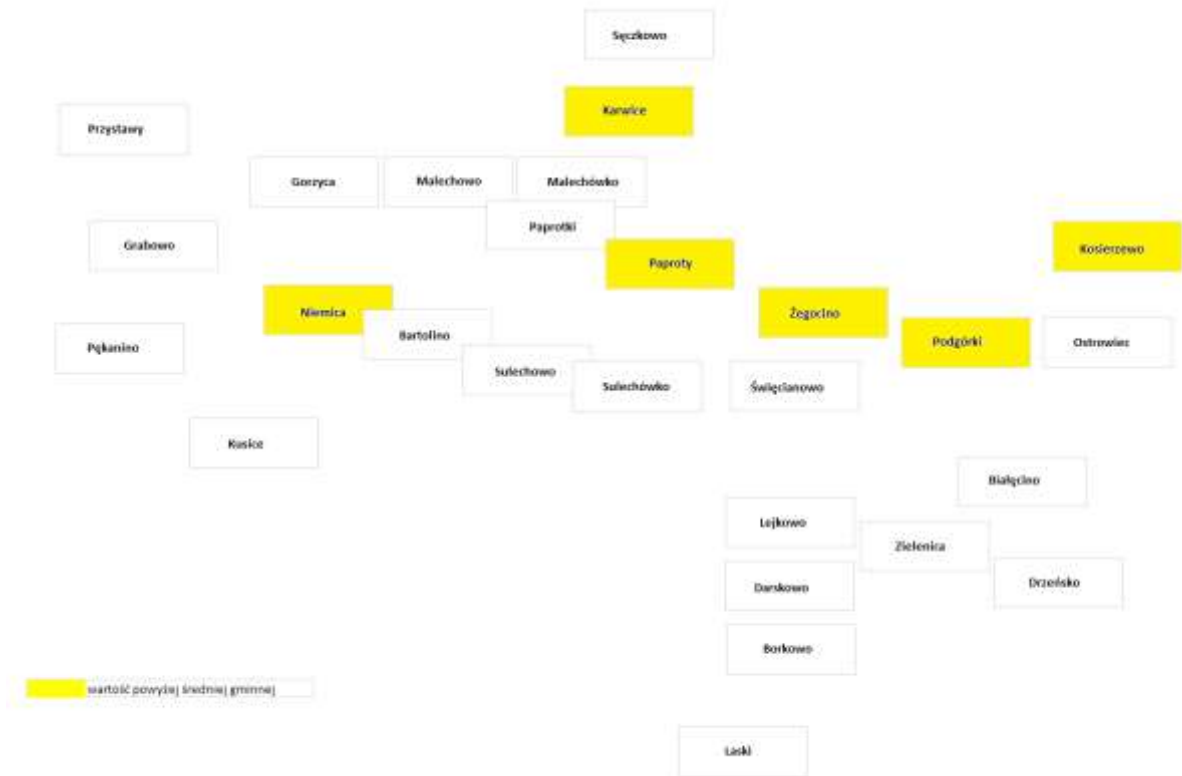 Sęczkowo
Karwice
Przystawy
Gorzyca
Malechowo
Malechówko
Paprotki
Grabowo
Paproty
Kosierzewo
Niemica
Żegocino
Bartolino
Podgórki
Ostrowiec
Pękanino
Sulechowo
Sulechówko
Święcianowo
Kusice
Białęcino
Lejkowo
Zielenica
Darskowo
Drzeńsko
Borkowo
wartość powyżej średniej gminnej
Laski